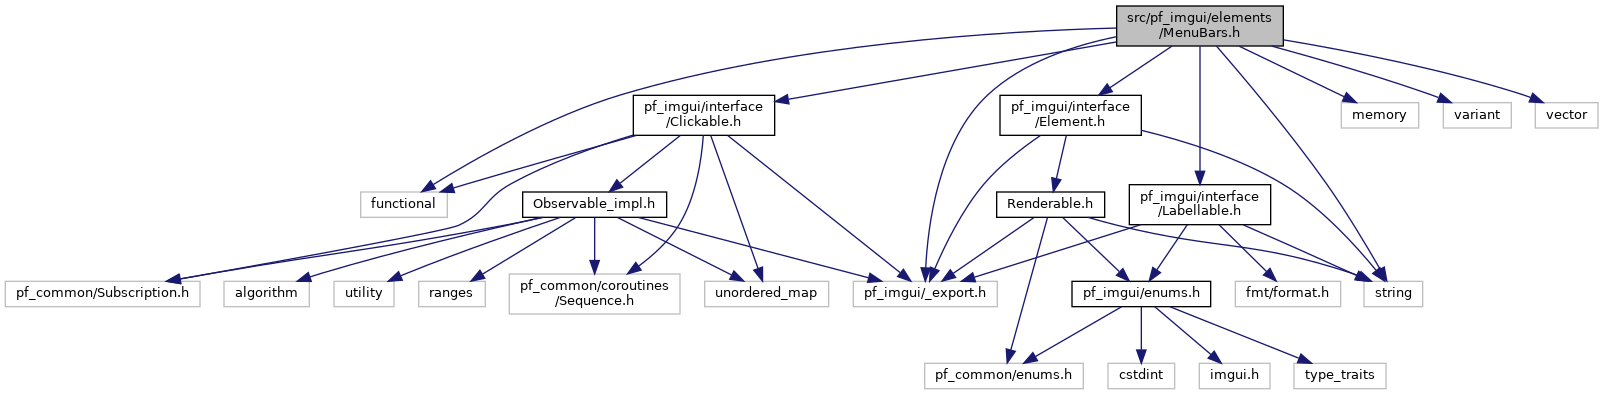 src/pf_imgui/elements
/MenuBars.h
pf_imgui/interface
/Clickable.h
pf_imgui/interface
/Element.h
memory
variant
vector
functional
Observable_impl.h
Renderable.h
pf_imgui/interface
/Labellable.h
pf_common/Subscription.h
algorithm
utility
ranges
pf_common/coroutines
/Sequence.h
unordered_map
pf_imgui/_export.h
pf_imgui/enums.h
fmt/format.h
string
pf_common/enums.h
cstdint
imgui.h
type_traits